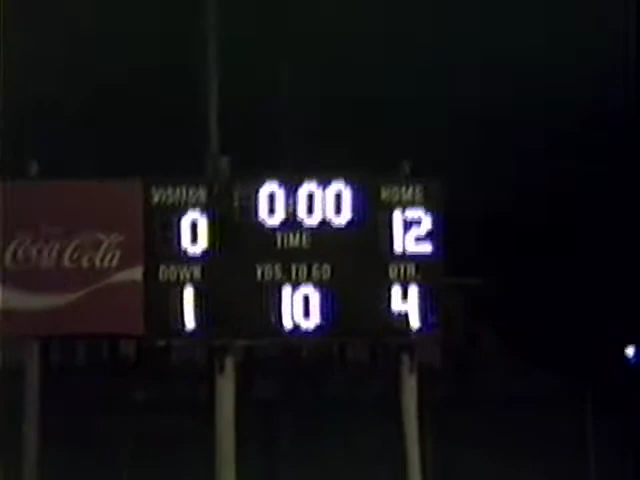 VISITOR 0:00 HOME
0 TIME 12
Coca-Cola
DOWN YDS. TO GO QTR.
1 10 4